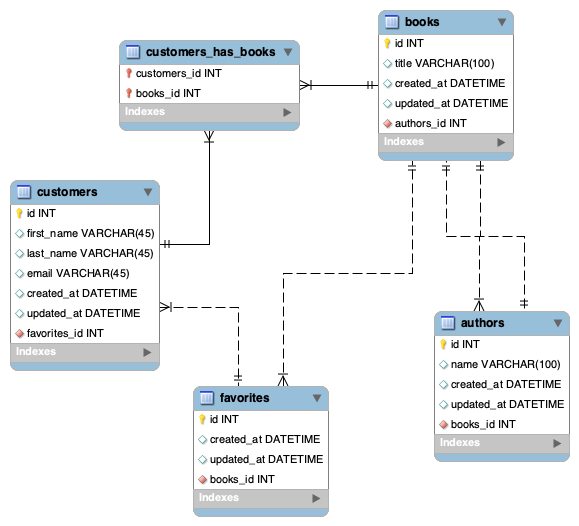 books
id INT
title VARCHAR(100)
created_at DATETIME
updated_at DATETIME
authors_id INT
Indexes
customers_has_books
customers_id INT
books_id INT
Indexes
customers
id INT
first_name VARCHAR(45)
last_name VARCHAR(45)
email VARCHAR(45)
created_at DATETIME
updated_at DATETIME
favorites_id INT
Indexes
authors
id INT
name VARCHAR(100)
created_at DATETIME
updated_at DATETIME
books_id INT
Indexes
favorites
id INT
created_at DATETIME
updated_at DATETIME
books_id INT
Indexes